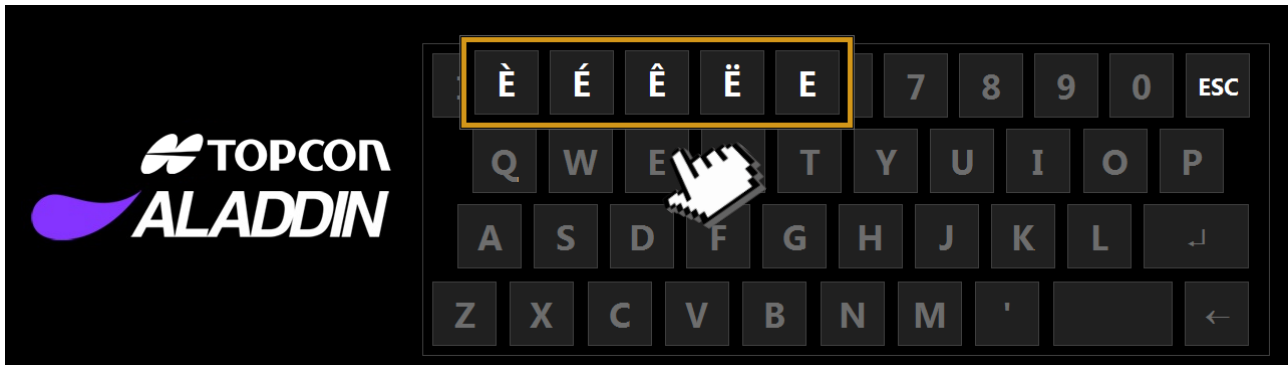 TOPCON
ALADDIN
È É Ê Ë E 7 8 9 0 ESC
Q W E T Y U I O P
A S D F G H J K L ↵
Z X C V B N M ' ←